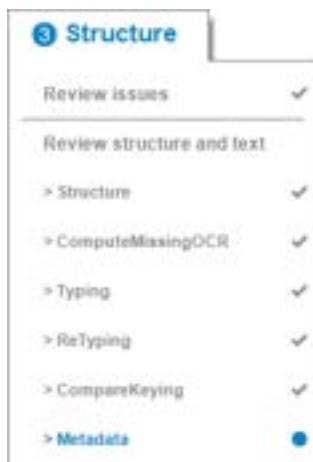 3 Structure
Review issues
Review structure and text
> Structure
> ComputeMissingOCR
> Typing
> ReTyping
> CompareKeying
> Metadata